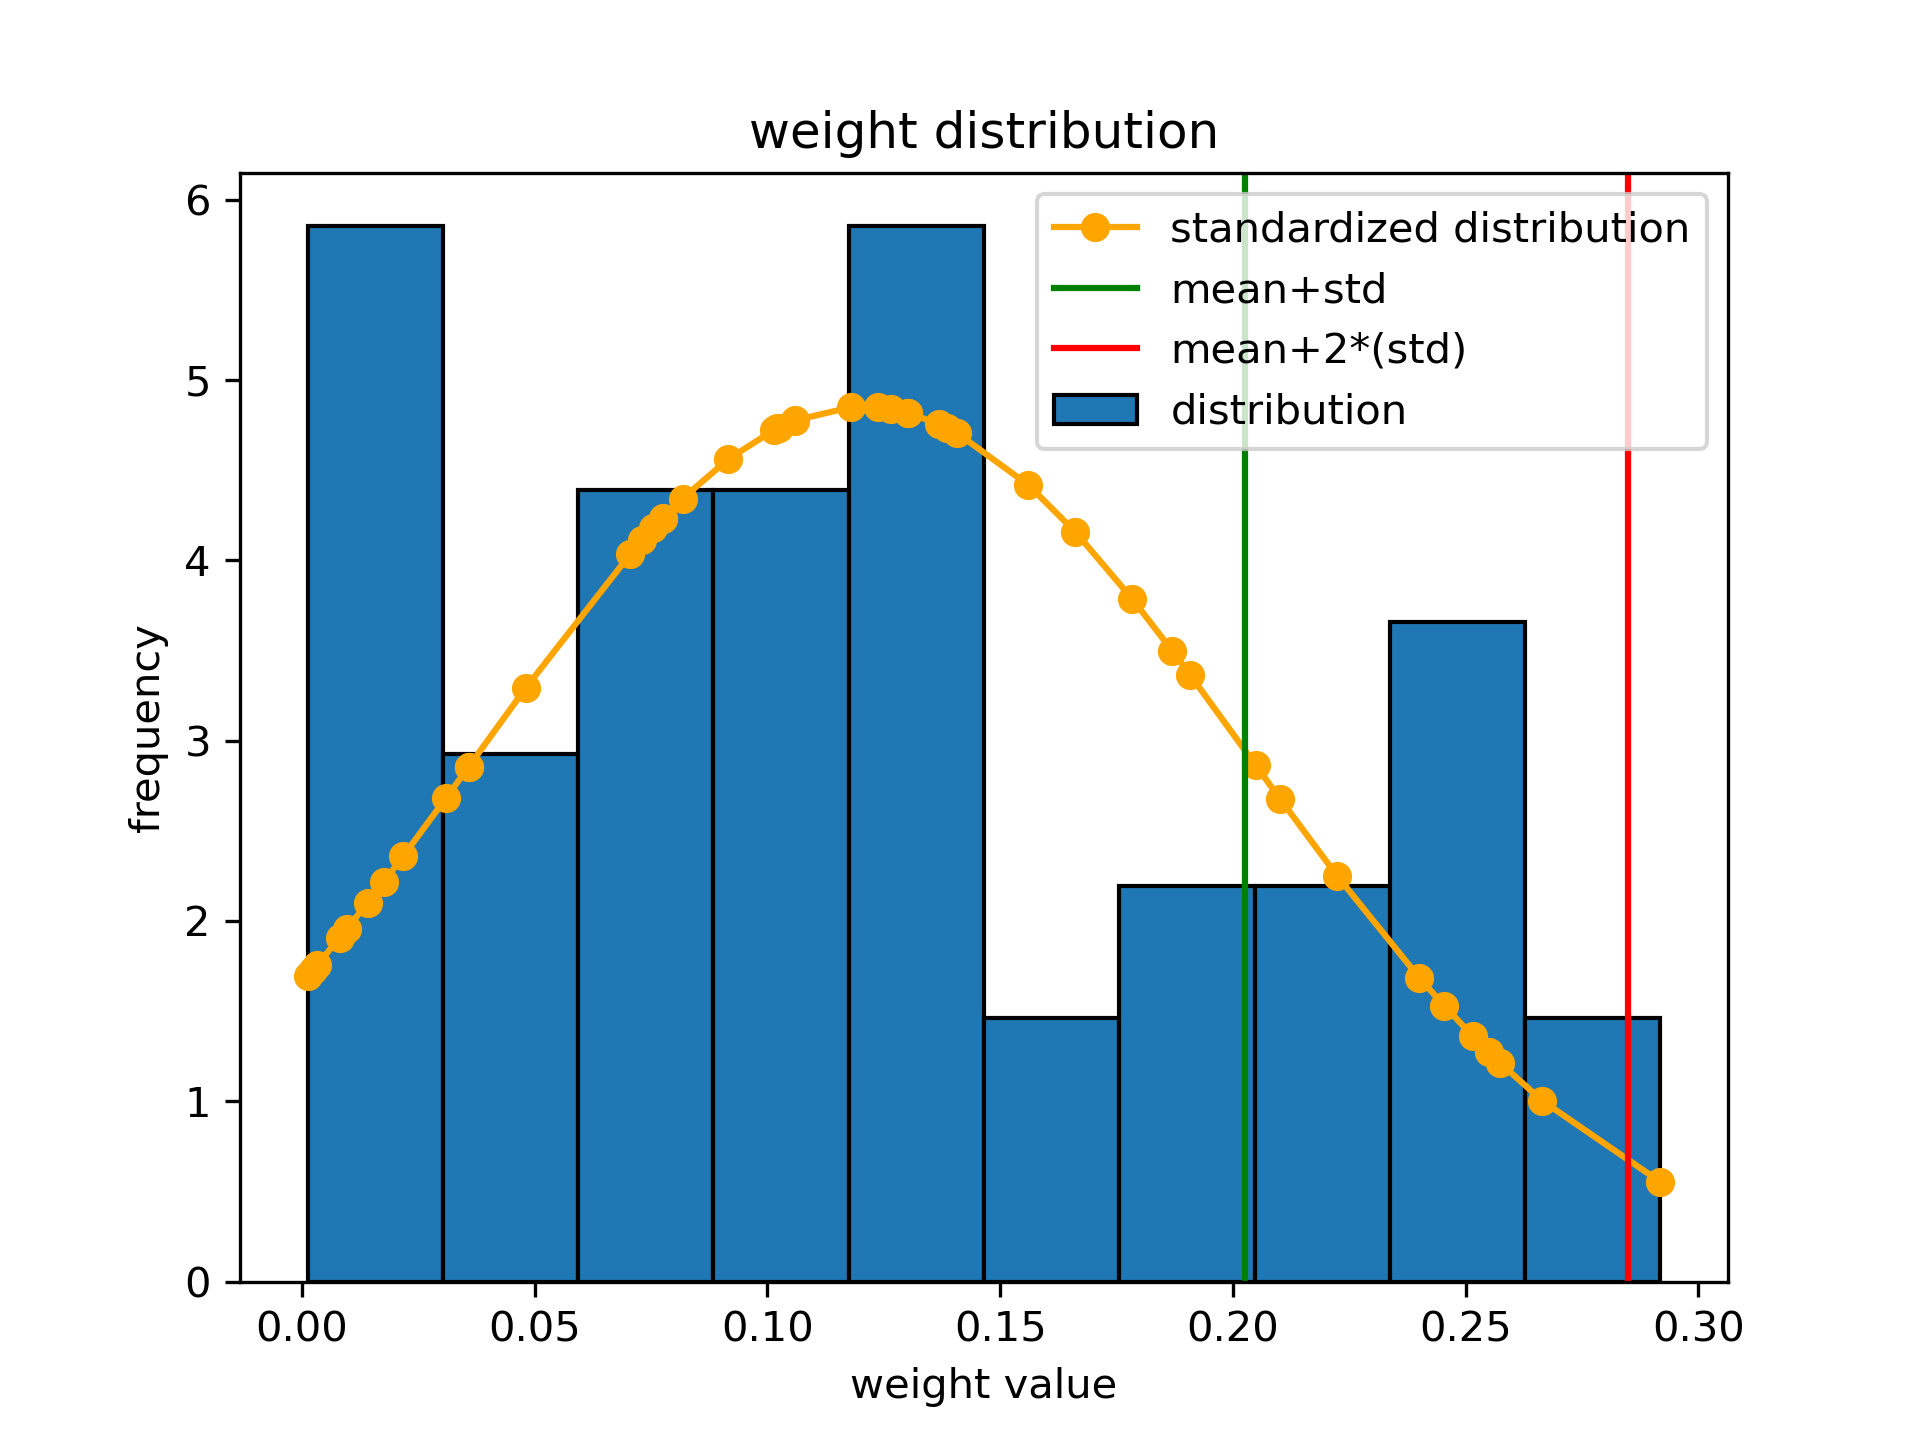 weight distribution
standardized distribution
mean+std
mean+2*(std)
distribution
frequency
6
5
4
3
2
1
0
0.00 0.05 0.10 0.15 0.20 0.25 0.30
weight value